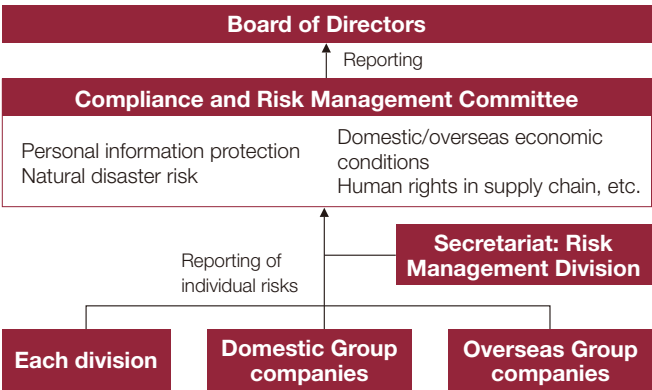 Board of Directors
Reporting
Compliance and Risk Management Committee
Personal information protection
Natural disaster risk
Domestic/overseas economic
conditions
Human rights in supply chain, etc.
Secretariat: Risk
Management Division
Reporting of
individual risks
Each division
Domestic Group
companies
Overseas Group
companies